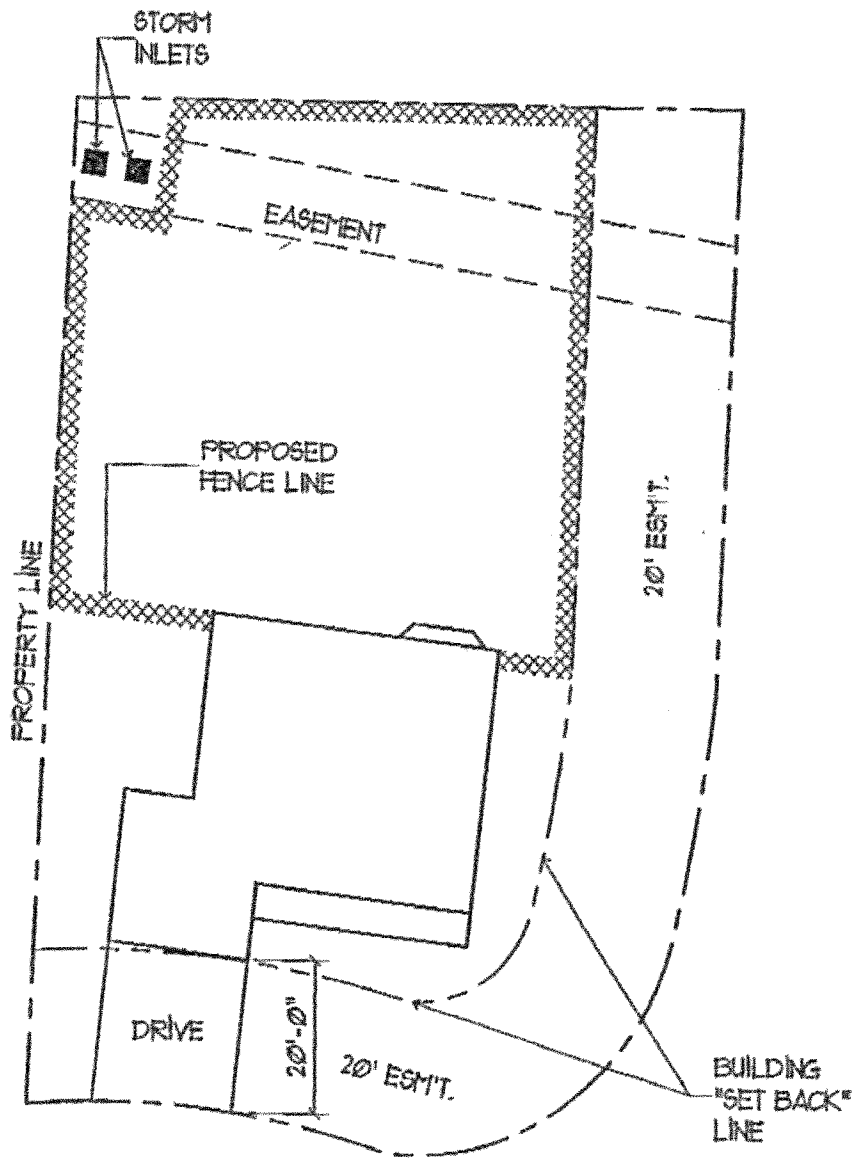 STORM
INLETS
EASEMENT
PROPOSED
FENCE LINE
20' ESM'T.
PROPERTY LINE
DRIVE
20'-0"
20' ESM'T.
BUILDING
"SET BACK"
LINE